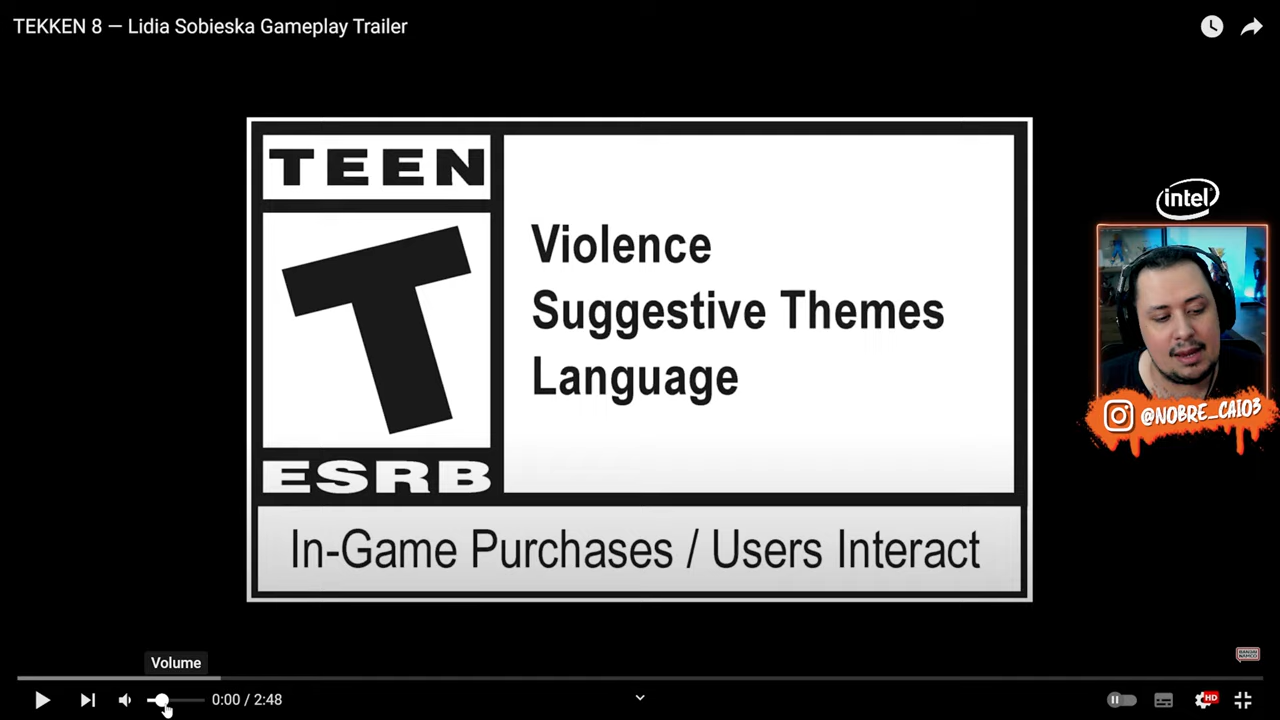 TEKKEN 8 — Lidia Sobieska Gameplay Trailer
TEEN
T
ESRB
Violence
Suggestive Themes
Language
In-Game Purchases / Users Interact
intel
@NOBRE_CAIO3
Volume
0:00 / 2:48
HD